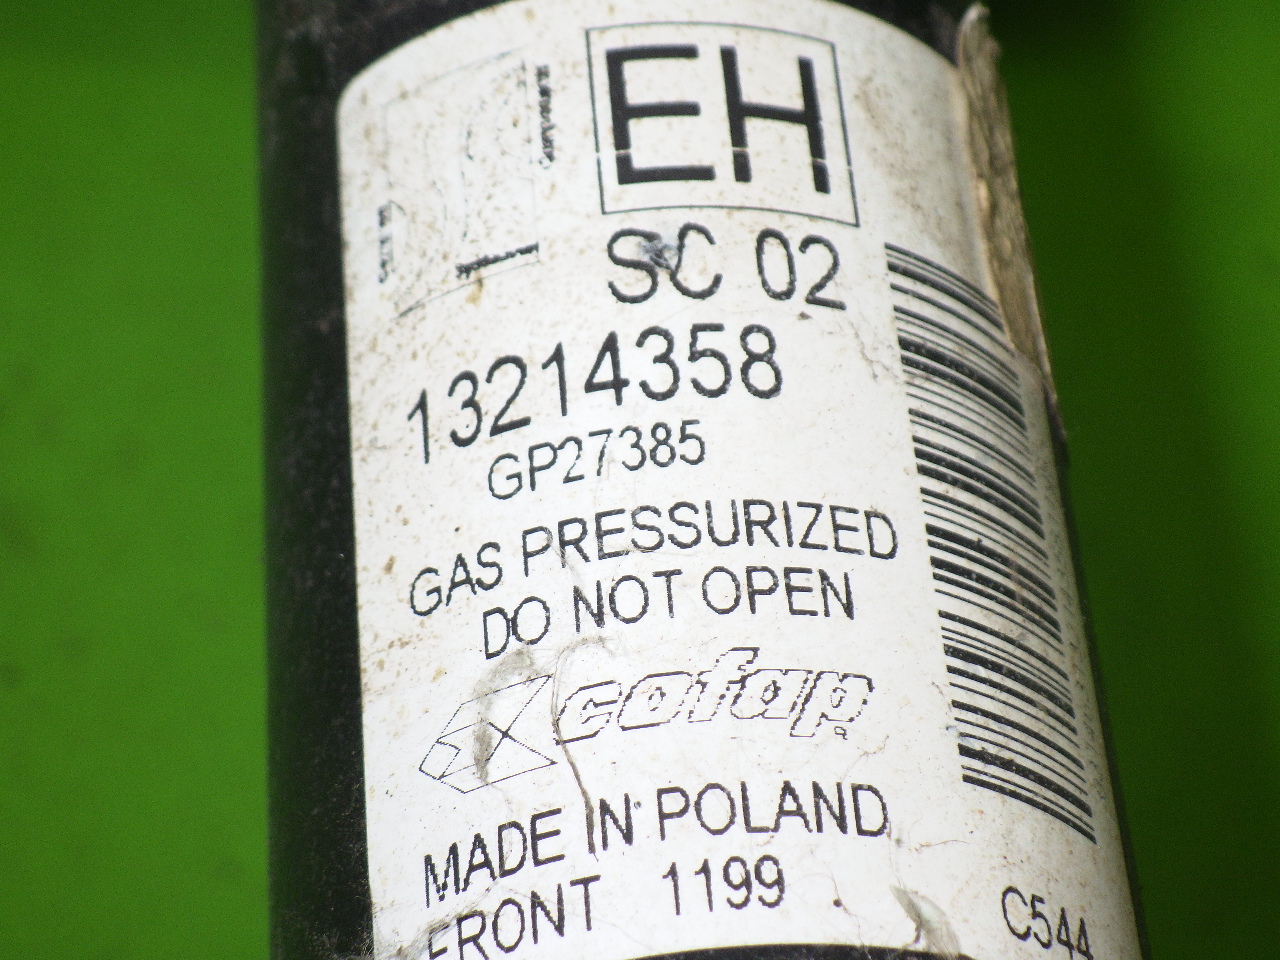 EH
SC 02
13214358
GP27385
GAS PRESSURIZED
DO NOT OPEN
cofap
MADE IN POLAND
FRONT 1199
C544